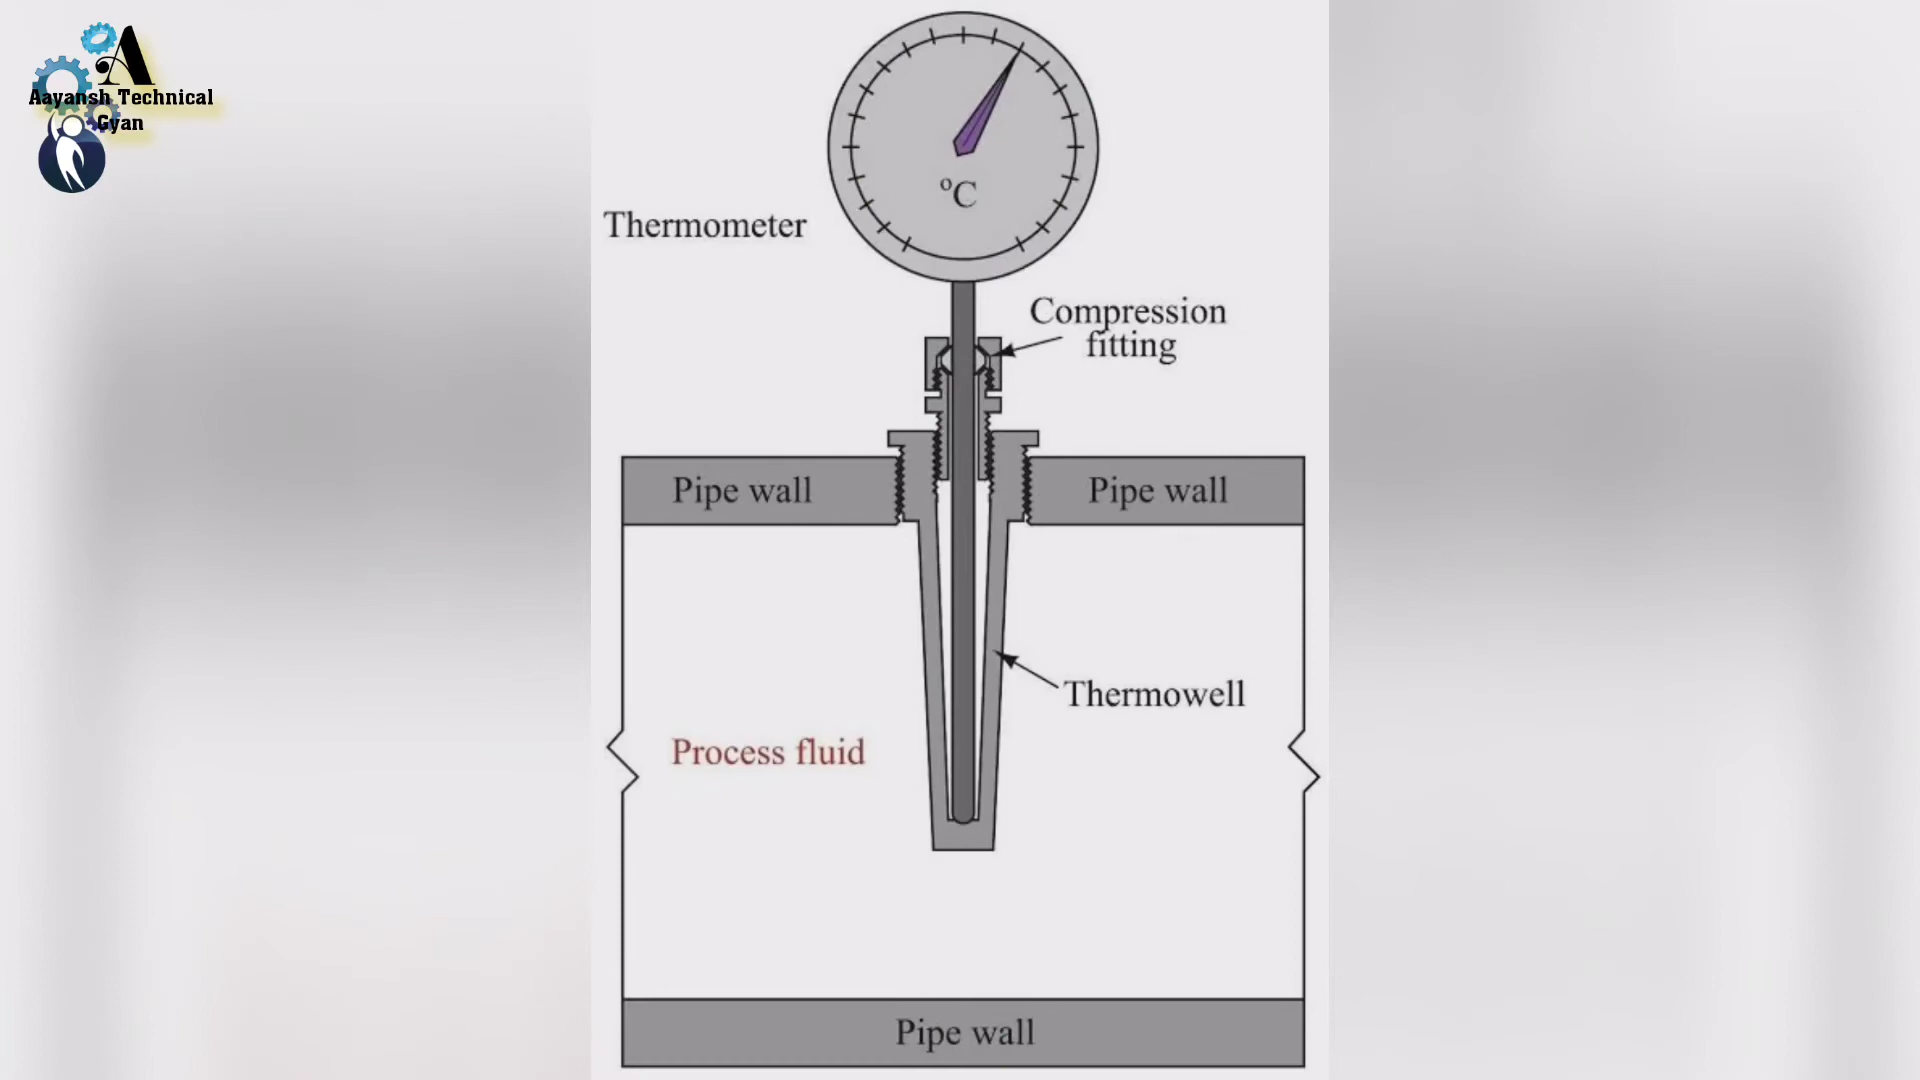 A
Aayansh Technical
Gyan
°C
Thermometer
Compression
fitting
Pipe wall
Pipe wall
Thermowell
Process fluid
Pipe wall